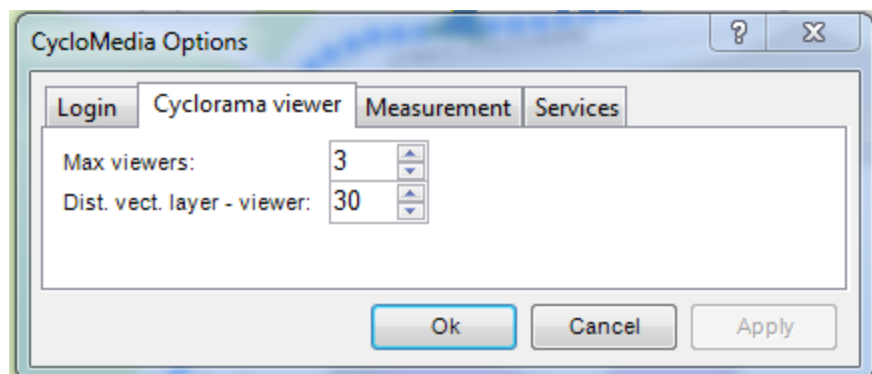 CycloMedia Options
Login Cyclorama viewer Measurement Services
Max viewers: 3
Dist. vect. layer - viewer: 30
Ok Cancel Apply